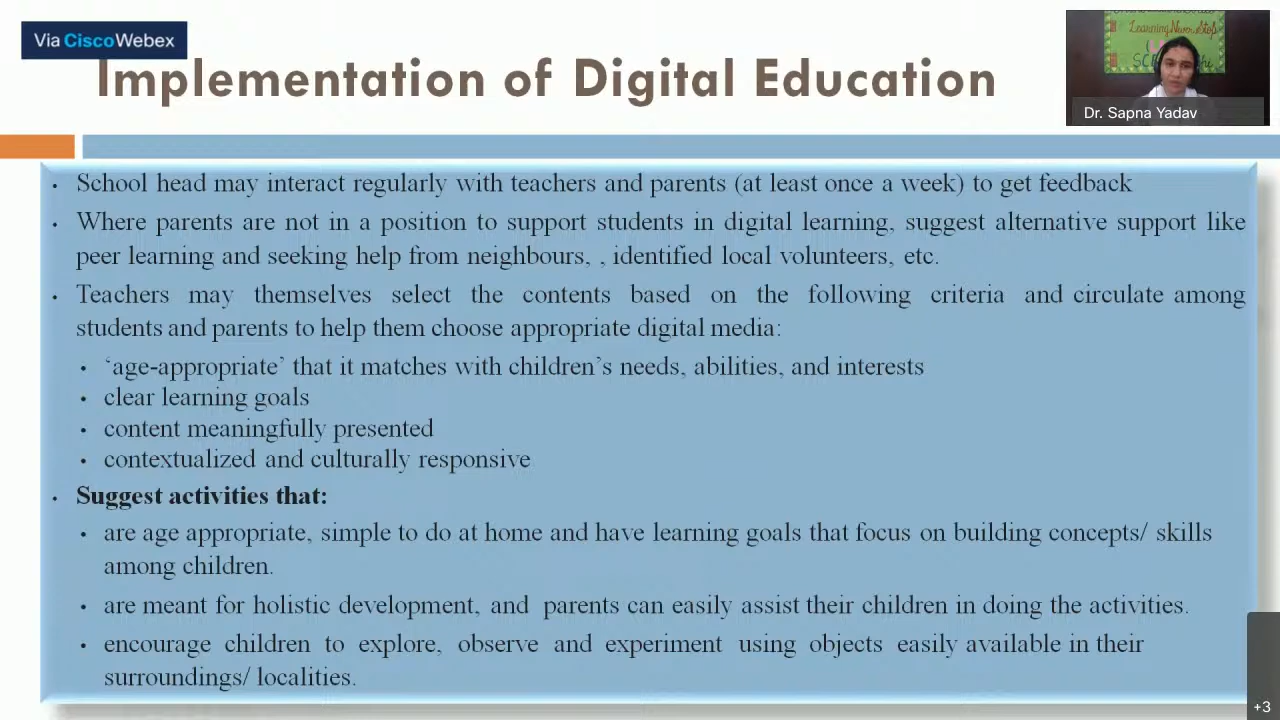 Via Cisco Webex
Implementation of Digital Education
Learning Never Stop
Dr. Sapna Yadav
• School head may interact regularly with teachers and parents (at least once a week) to get feedback
• Where parents are not in a position to support students in digital learning, suggest alternative support like
peer learning and seeking help from neighbours, , identified local volunteers, etc.
• Teachers may themselves select the contents based on the following criteria and circulate among
students and parents to help them choose appropriate digital media:
• ‘age-appropriate’ that it matches with children’s needs, abilities, and interests
• clear learning goals
• content meaningfully presented
• contextualized and culturally responsive
• Suggest activities that:
• are age appropriate, simple to do at home and have learning goals that focus on building concepts/ skills
among children.
• are meant for holistic development, and parents can easily assist their children in doing the activities.
• encourage children to explore, observe and experiment using objects easily available in their
surroundings/ localities.
+3